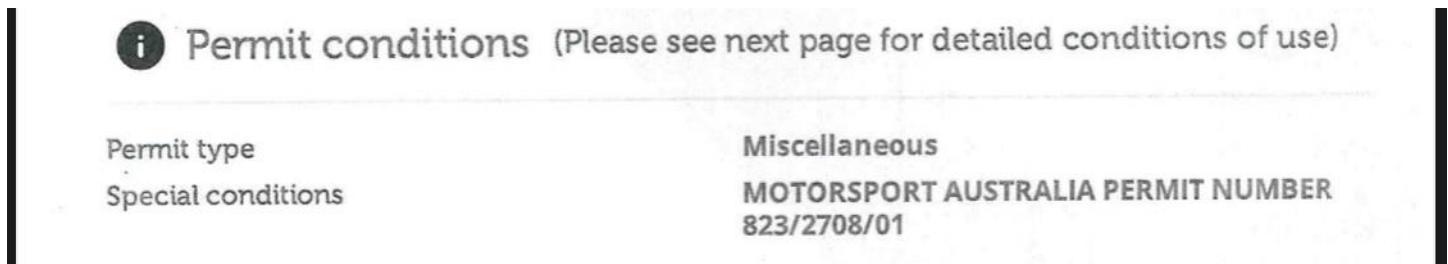 i Permit conditions (Please see next page for detailed conditions of use)
Permit type Miscellaneous
Special conditions MOTORSPORT AUSTRALIA PERMIT NUMBER
823/2708/01